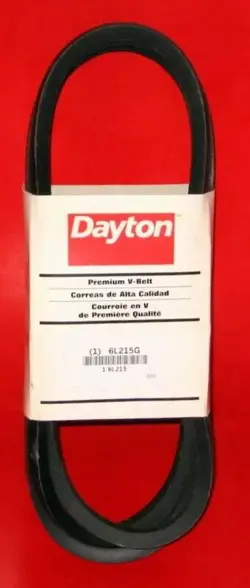 Dayton
Premium V-Belt
Correas de Alta Calidad
Courroie en V
de Première Qualité
(1) 6L215G
1 6L215